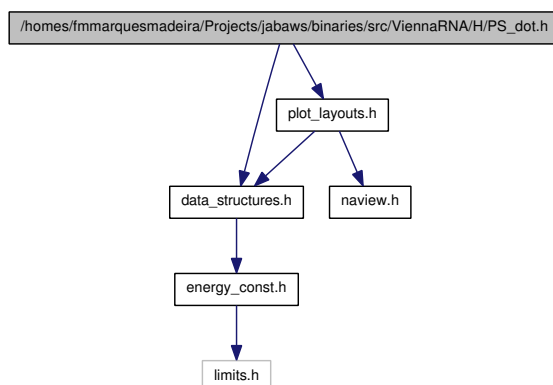 /homes/fmmarquesmadeira/Projects/jabaws/binaries/src/ViennaRNA/H/PS_dot.h
plot_layouts.h
data_structures.h
naview.h
energy_const.h
limits.h